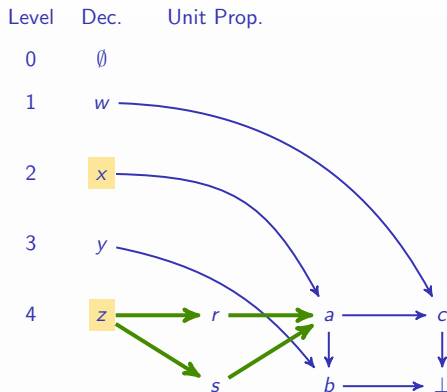 Level Dec. Unit Prop.
0 ∅
1 w
2 x
3 y
4 z r a c
s b ⊥